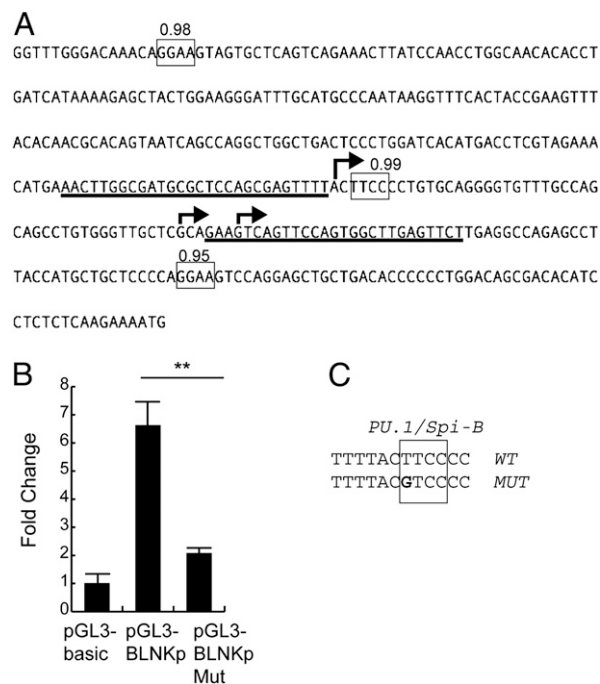 A
0.98
GGTTTGGGACAAACAGGAAGTAGTGCTCAGTCAGAAACTTATCCAACCTGGCAACACACCT
GATCATAAAAGAGCTACTGGAAGGGATTTGCATGCCCAATAAGGTTTCACTACCGAAGTTT
ACACAACGCACAGTAATCAGCCAGGCTGGCTGACTCCCTGGATCACATGACCTCGTAGAAA
0.99
CATGAAACTTGGCGATGCGCTCCAGCGAGTTTTACTTCCCCTGTGCAGGGGTGTTTGCCAG
CAGCCTGTGGGTTGCTCGCAGAAGTCAGTTCCAGTGGCTTGAGTTCTTGAGGCCAGAGCCT
0.95
TACCATGCTGCTCCCCAGGAAGTCCAGGAGCTGCTGACACCCCCCTGGACAGCGACACATC
CTCTCTCAAGAAAATG
B
**
Fold Change
8
7
6
5
4
3
2
1
0
pGL3-
basic
pGL3-
BLNKp
pGL3-
BLNKp
Mut
C
PU.1/Spi-B
TTTTACTTCCCC WT
TTTTACGTCCCC MUT